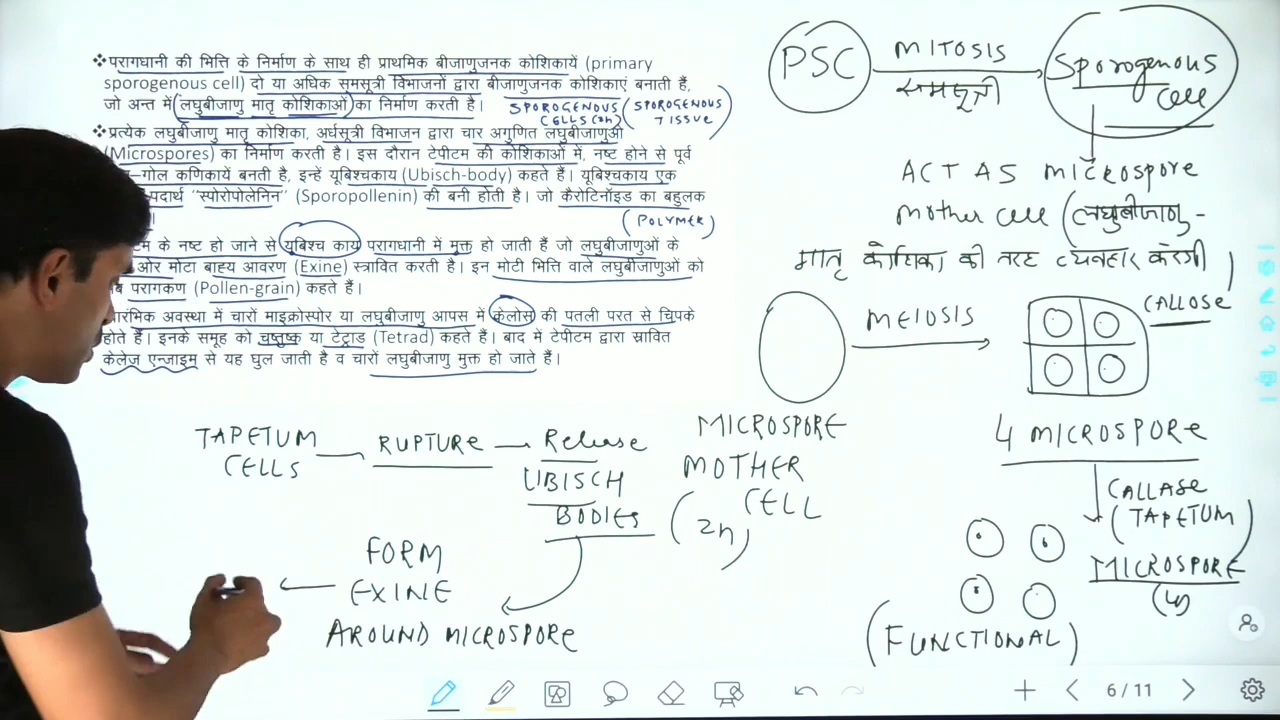 ❖परागधानी की भित्ति के निर्माण के साथ ही प्राथमिक बीजाणुजनक कोशिकायें (primary
sporogenous cell) दो या अधिक समसूत्री विभाजनों द्वारा बीजाणुजनक कोशिकाएं बनाती हैं,
जो अन्त में लघुबीजाणु मातृ कोशिकाओं का निर्माण करती है।
SPOROGENOUS CELLS (2n) (SPOROGENOUS TISSUE)
❖प्रत्येक लघुबीजाणु मातृ कोशिका, अर्धसूत्री विभाजन द्वारा चार अगुणित लघुबीजाणुओं
(Microspores) का निर्माण करती है। इस दौरान टेपीटम की कोशिकाओं में, नष्ट होने से पूर्व
गोल कणिकायें बनती है, इन्हें यूबिश्चकाय (Ubisch-body) कहते हैं। यूबिश्चकाय एक
पदार्थ "स्पोरोपोलेनिन" (Sporopollenin) की बनी होती है। जो कैरोटिनॉइड का बहुलक
(POLYMER)
के नष्ट हो जाने से यूबिश्च काय परागधानी में मुक्त हो जाती हैं जो लघुबीजाणुओं के
ओर मोटा बाह्य आवरण (Exine) स्त्रावित करती है। इन मोटी भित्ति वाले लघुबीजाणुओं को
परागकण (Pollen-grain) कहते हैं।
अवस्था में चारों माइक्रोस्पोर या लघुबीजाणु आपस में केलोस की पतली परत से चिपके
होते हैं। इनके समूह को चतुष्क या टेट्राड (Tetrad) कहते हैं। बाद में टेपीटम द्वारा स्रावित
केलेज एन्जाइम से यह घुल जाती है व चारों लघुबीजाणु मुक्त हो जाते हैं।
PSC MITOSIS Sporogenous cell
समसूत्री
ACT AS Microspore
Mother cell (लघुबीजाणु-
मातृ कोशिका की तरह व्यवहार करेगी)
MEIOSIS CALLOSE
MICROSPORE
MOTHER
CELL
(2n)
4 MICROSPORE
CALLASE
(TAPETUM)
MICROSPORE
(FUNCTIONAL)
TAPETUM CELLS RUPTURE Release
UBISCH
BODIES
FORM
EXINE
AROUND MICROSPORE
6/11